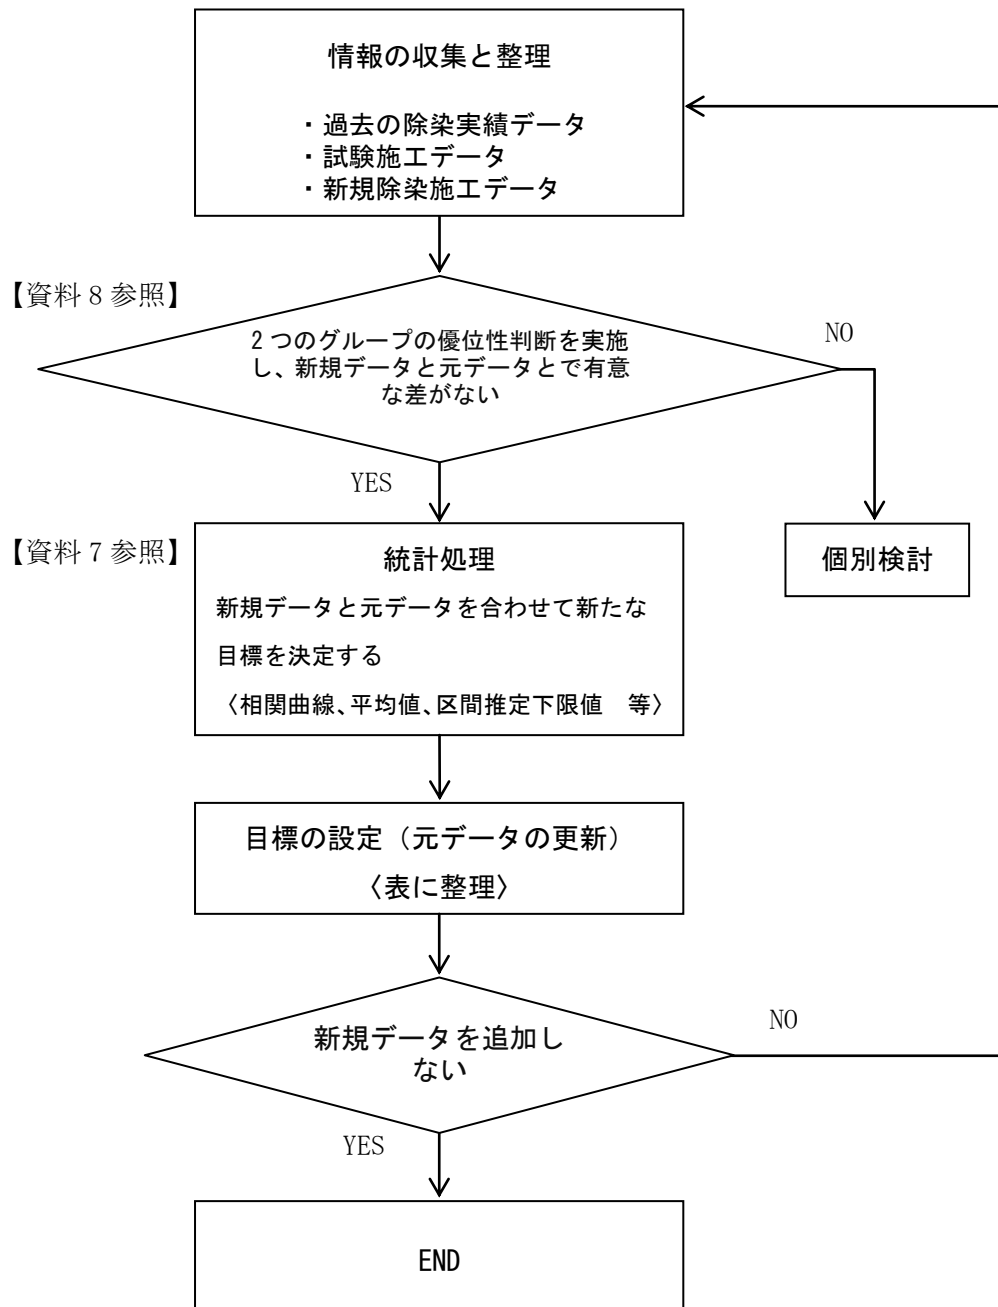 情報の収集と整理
・過去の除染実績データ
・試験施工データ
・新規除染施工データ
【資料8参照】
2つのグループの優位性判断を実施
し、新規データと元データとで有意
な差がない
NO
YES
【資料7参照】
統計処理
新規データと元データを合わせて新たな
目標を決定する
〈相関曲線、平均値、区間推定下限値　等〉
個別検討
目標の設定（元データの更新）
〈表に整理〉
新規データを追加し
ない
NO
YES
END